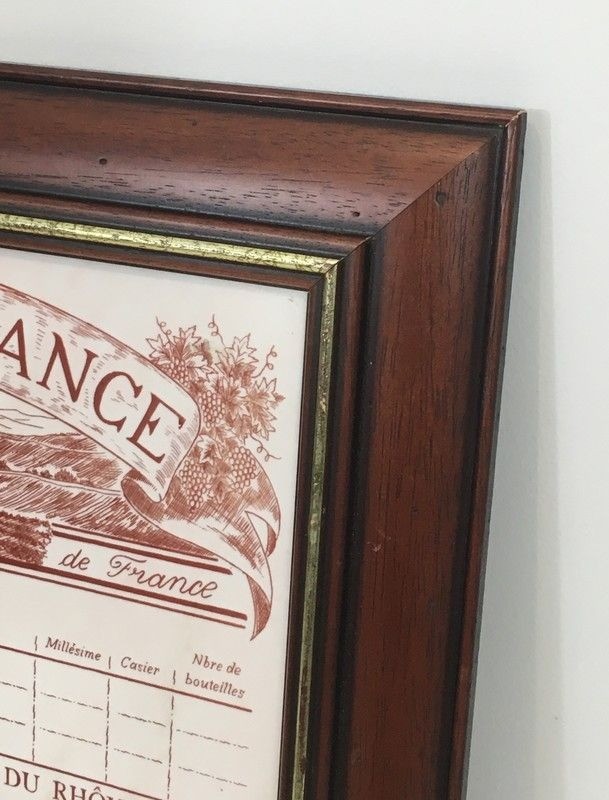 ANCE
de France
Millésime
Casier
Nbre de
bouteilles
DU RHÔ